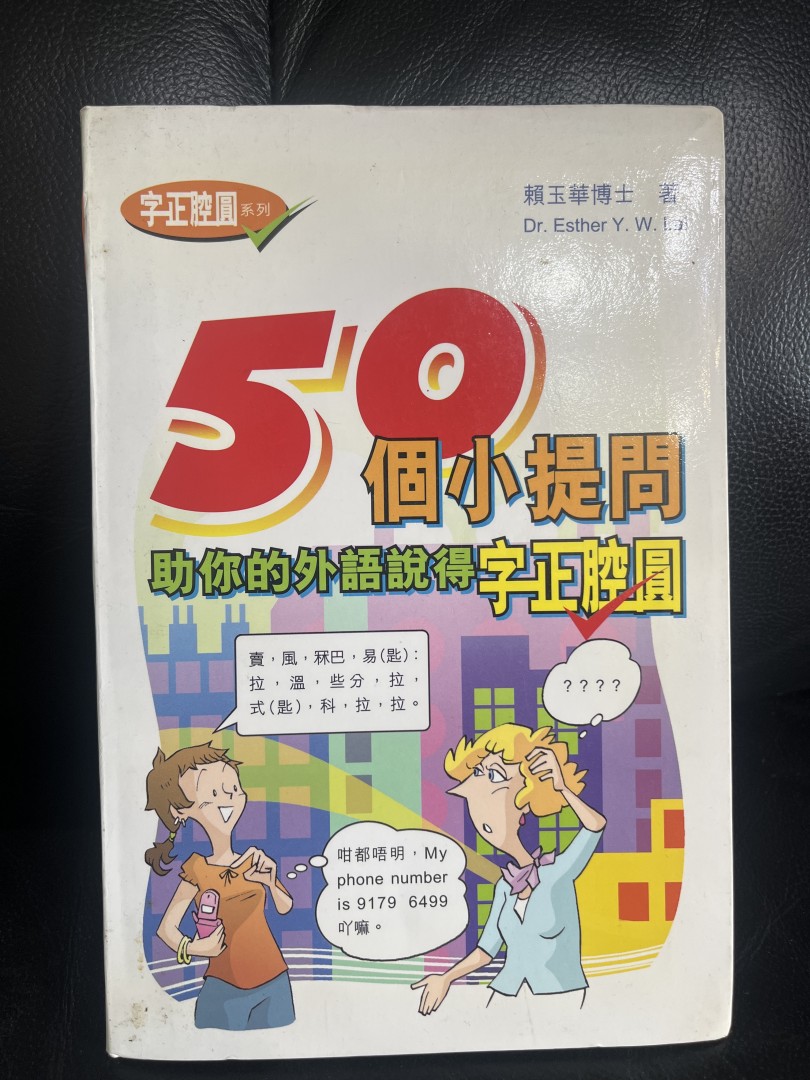 字正腔圓系列
賴玉華博士 著
Dr. Esther Y. W. Lai
50
個小提問
助你的外語說得字正腔圓
賣，風，冧巴，易(匙)：
拉，溫，些分，拉，
式(匙)，科，拉，拉。
? ? ? ?
咁都唔明，My
phone number
is 9179 6499
吖嘛。